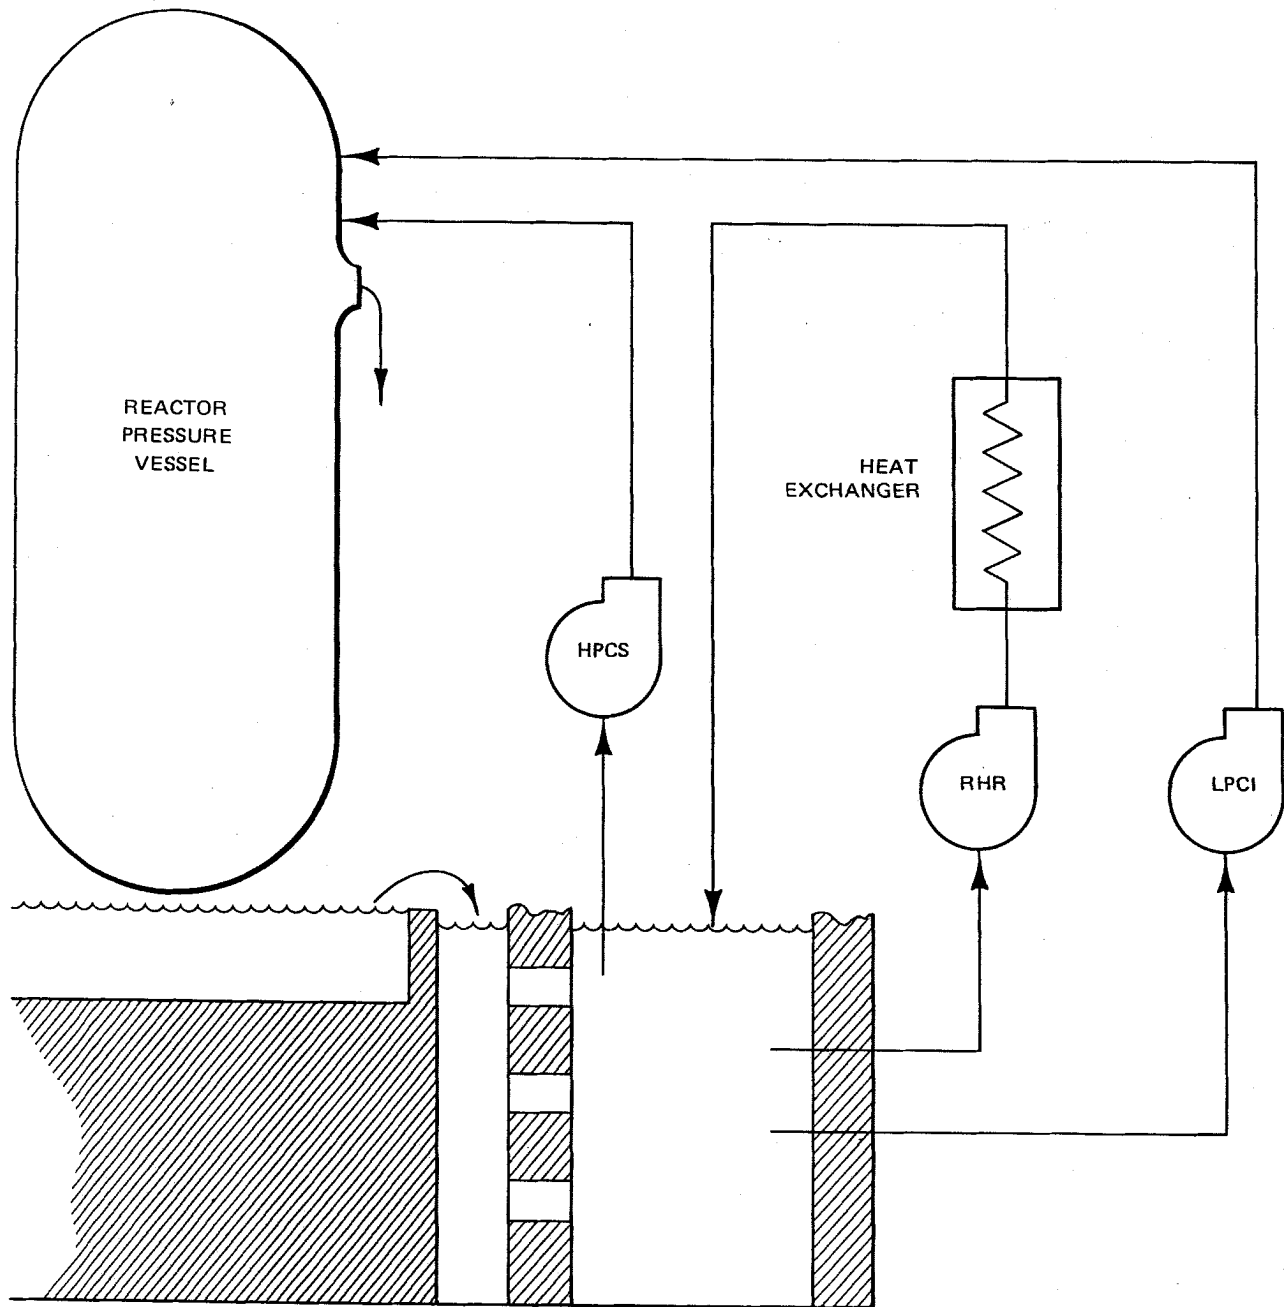 REACTOR
PRESSURE
VESSEL
HEAT
EXCHANGER
HPCS
RHR
LPCI